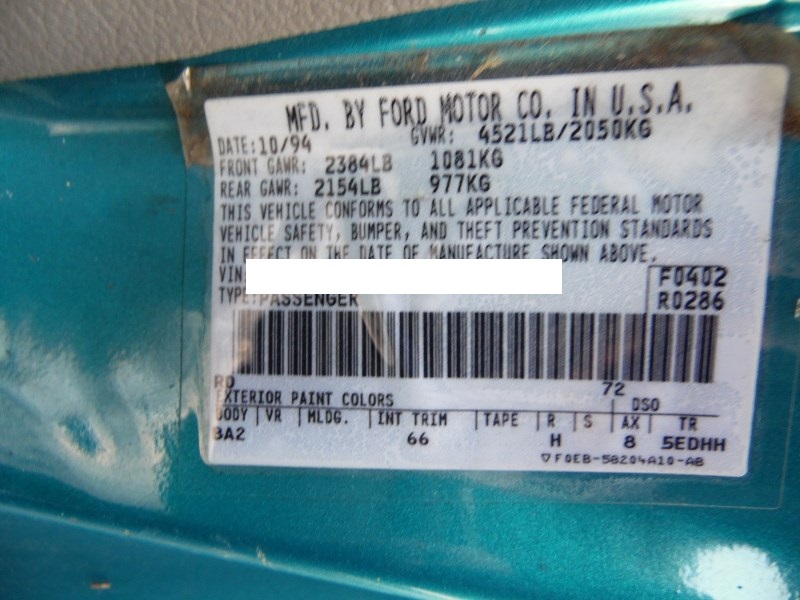 MFD. BY FORD MOTOR CO. IN U.S.A.
DATE: 10/94 GVWR: 4521LB/2050KG
FRONT GAWR: 2384LB 1081KG
REAR GAWR: 2154LB 977KG
THIS VEHICLE CONFORMS TO ALL APPLICABLE FEDERAL MOTOR
VEHICLE SAFETY, BUMPER, AND THEFT PREVENTION STANDARDS
IN EFFECT ON THE DATE OF MANUFACTURE SHOWN ABOVE.
VIN: F0402
TYPE: PASSENGER R0286
RD 72
EXTERIOR PAINT COLORS DSO
BODY VR MLDG. INT TRIM TAPE R S AX TR
BA2 66 H 8 5EDHH
▽F0EB-58204A10-AB